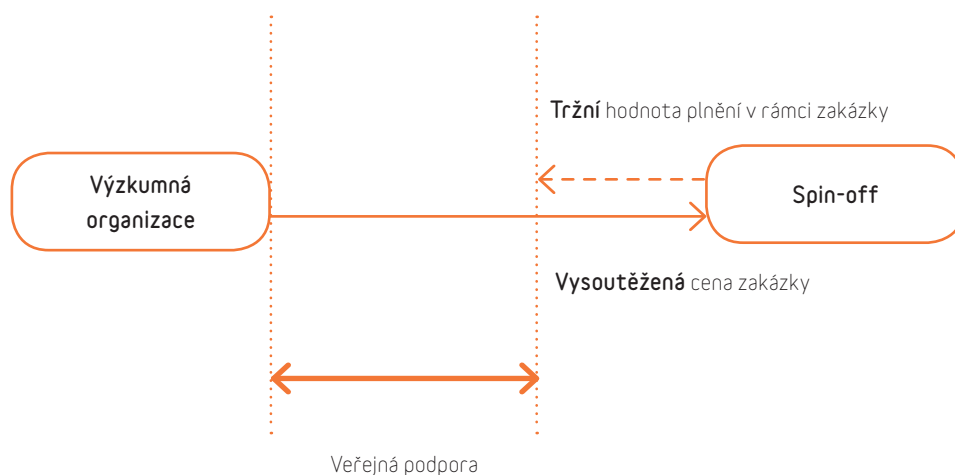 Tržní hodnota plnění v rámci zakázky
Výzkumná
organizace
Spin-off
Vysoutěžená cena zakázky
Veřejná podpora